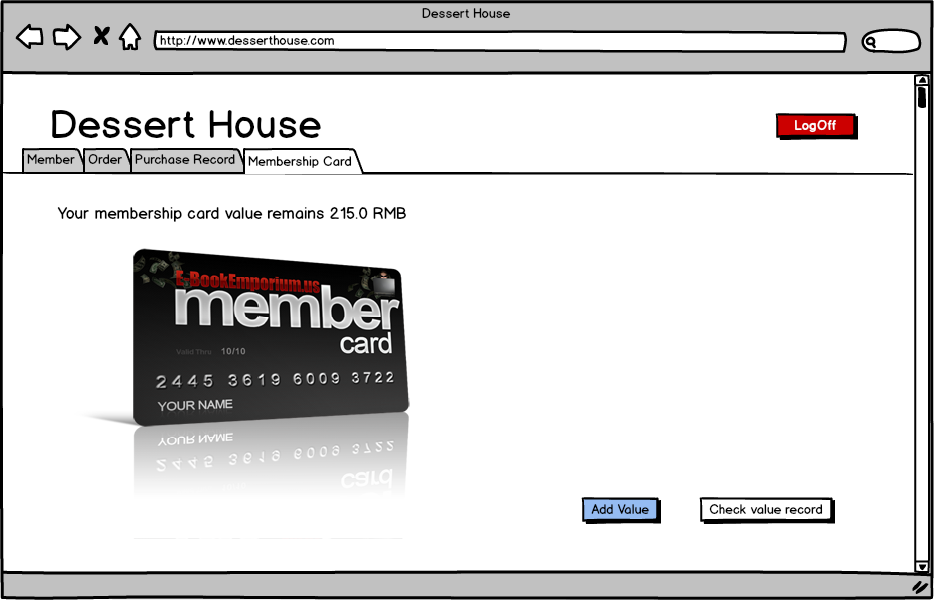 Dessert House
http://www.desserthouse.com
Dessert House
LogOff
Member
Order
Purchase Record
Membership Card
Your membership card value remains 215.0 RMB
E-BookEmporium.us
member
card
Valid Thru: 10/10
2445 3619 6009 3722
YOUR NAME
Add Value
Check value record